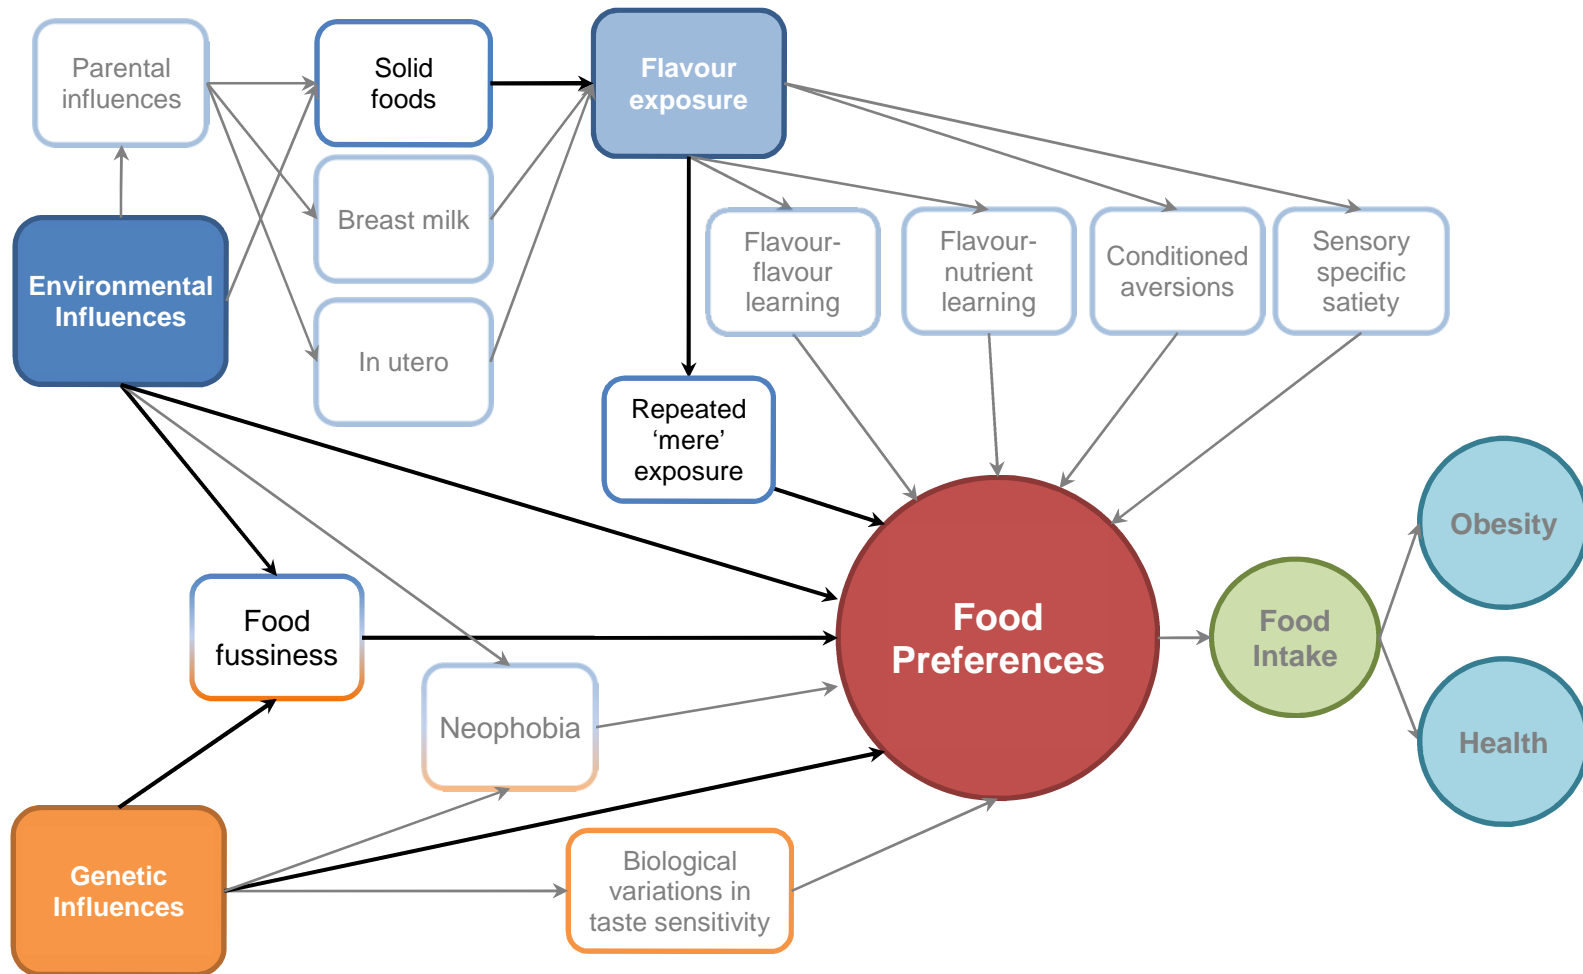 Parental
influences
Solid
foods
Flavour
exposure
Breast milk
In utero
Environmental
Influences
Flavour-
flavour
learning
Flavour-
nutrient
learning
Conditioned
aversions
Sensory
specific
satiety
Repeated
‘mere’
exposure
Obesity
Food
fussiness
Food
Preferences
Food
Intake
Neophobia
Health
Genetic
Influences
Biological
variations in
taste sensitivity